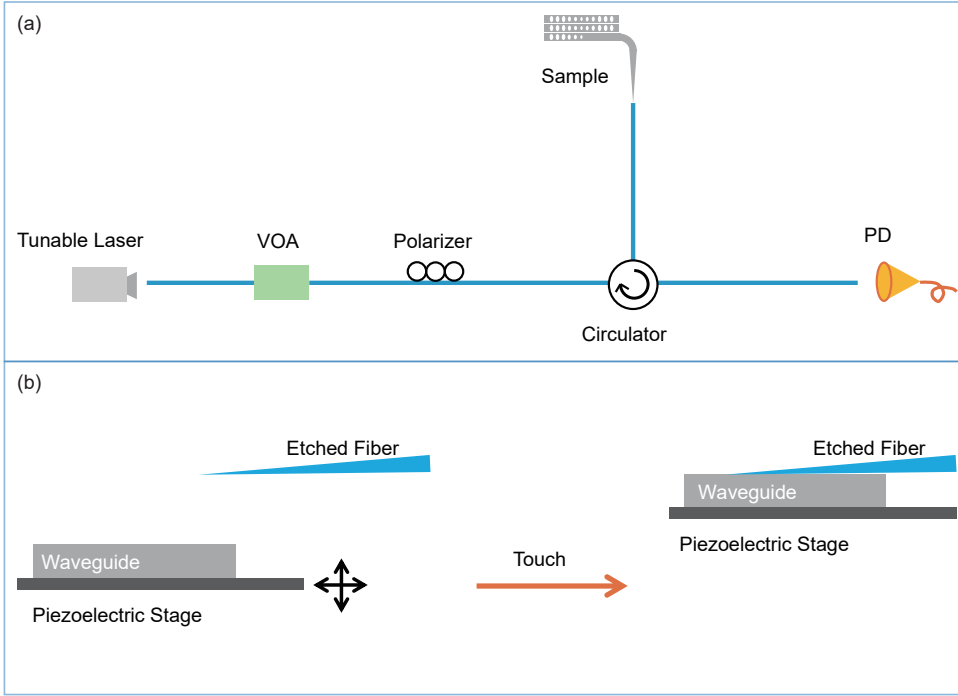 (a)
Sample
Tunable Laser
VOA
Polarizer
PD
Circulator
(b)
Etched Fiber
Etched Fiber
Waveguide
Piezoelectric Stage
Waveguide
Touch
Piezoelectric Stage